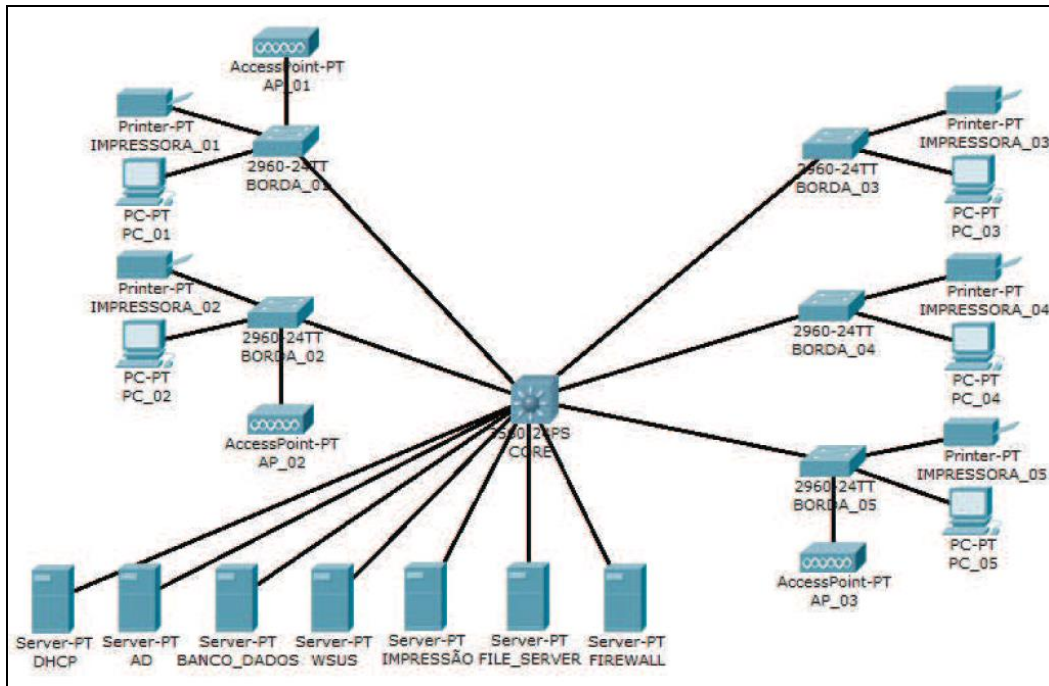 AccessPoint-PT
AP_01
Printer-PT
IMPRESSORA_01
2960-24TT
BORDA_01
PC-PT
PC_01
Printer-PT
IMPRESSORA_02
2960-24TT
BORDA_02
PC-PT
PC_02
AccessPoint-PT
AP_02
Printer-PT
IMPRESSORA_03
2960-24TT
BORDA_03
PC-PT
PC_03
Printer-PT
IMPRESSORA_04
2960-24TT
BORDA_04
PC-PT
PC_04
3560-24PS
CORE
Printer-PT
IMPRESSORA_05
2960-24TT
BORDA_05
PC-PT
PC_05
AccessPoint-PT
AP_03
Server-PT
DHCP
Server-PT
AD
Server-PT
BANCO_DADOS
Server-PT
WSUS
Server-PT
IMPRESSÃO
Server-PT
FILE_SERVER
Server-PT
FIREWALL